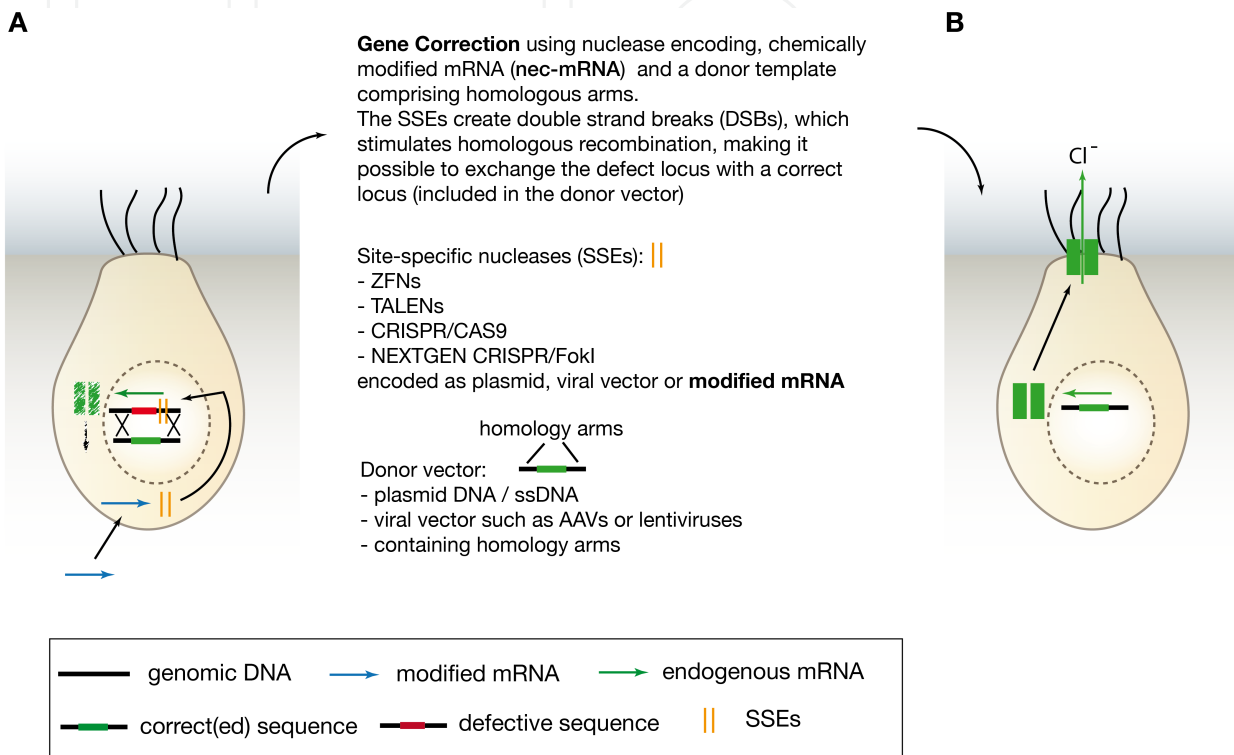 A
B
Gene Correction using nuclease encoding, chemically
modified mRNA (nec-mRNA) and a donor template
comprising homologous arms.
The SSEs create double strand breaks (DSBs), which
stimulates homologous recombination, making it
possible to exchange the defect locus with a correct
locus (included in the donor vector)
Cl⁻
Site-specific nucleases (SSEs):
- ZFNs
- TALENs
- CRISPR/CAS9
- NEXTGEN CRISPR/FokI
encoded as plasmid, viral vector or modified mRNA
homology arms
Donor vector:
- plasmid DNA / ssDNA
- viral vector such as AAVs or lentiviruses
- containing homology arms
genomic DNA
modified mRNA
endogenous mRNA
correct(ed) sequence
defective sequence
SSEs